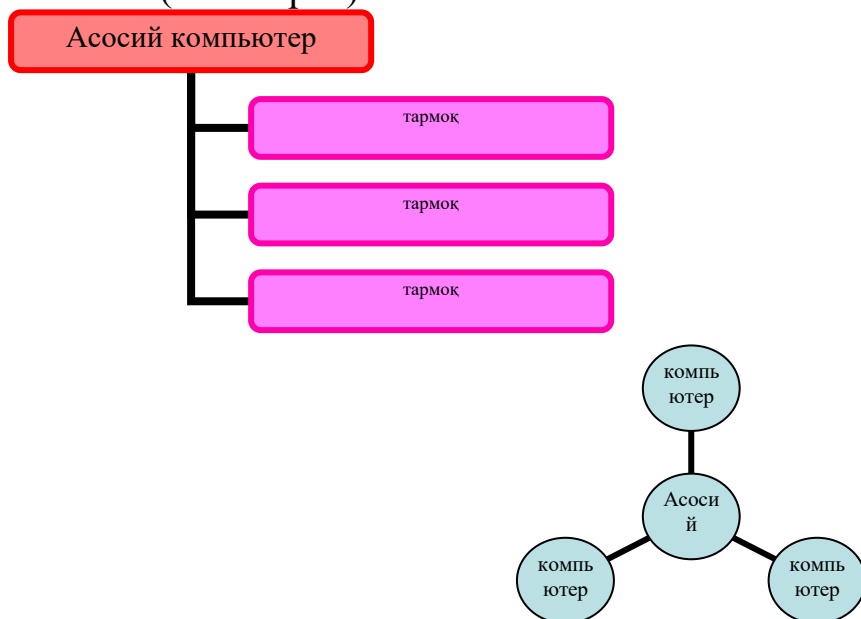 Асосий компьютер
тармоқ
тармоқ
тармоқ
компь
ютер
Асоси
й
компь
ютер
компь
ютер